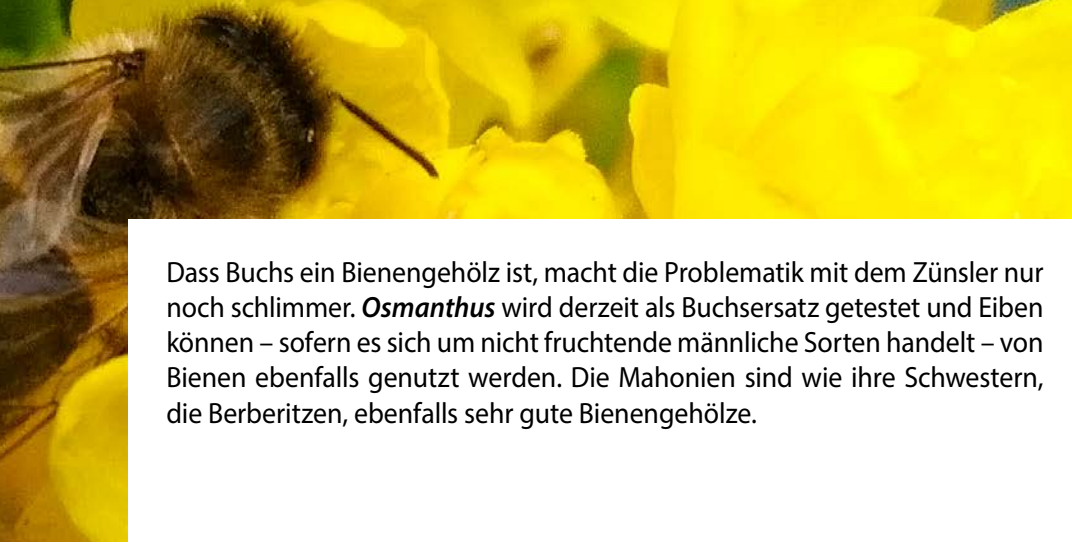 Dass Buchs ein Bienengehölz ist, macht die Problematik mit dem Zünsler nur
noch schlimmer. Osmanthus wird derzeit als Buchsersatz getestet und Eiben
können – sofern es sich um nicht fruchtende männliche Sorten handelt – von
Bienen ebenfalls genutzt werden. Die Mahonien sind wie ihre Schwestern,
die Berberitzen, ebenfalls sehr gute Bienengehölze.